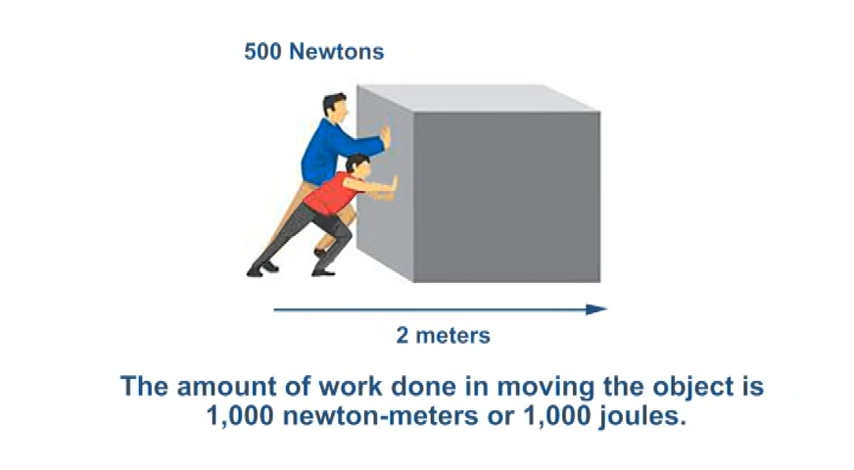 500 Newtons
2 meters
The amount of work done in moving the object is
1,000 newton-meters or 1,000 joules.